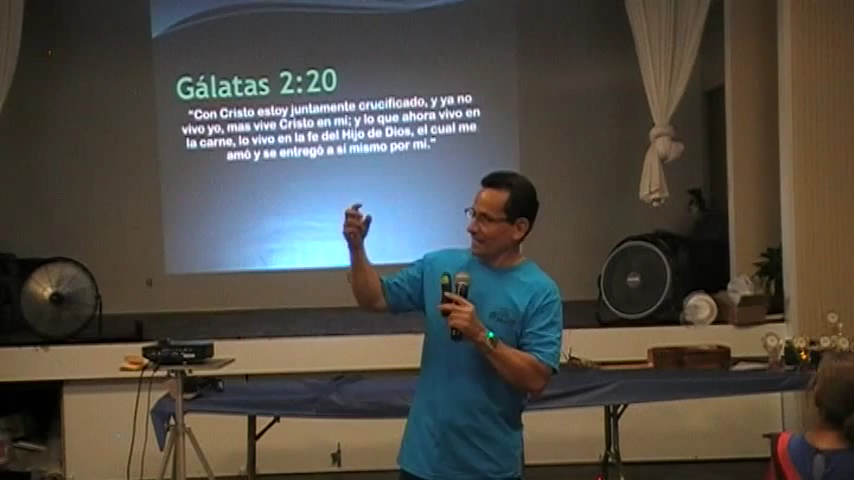 Gálatas 2:20
“Con Cristo estoy juntamente crucificado, y ya no
vivo yo, mas vive Cristo en mí; y lo que ahora vivo en
la carne, lo vivo en la fe del Hijo de Dios, el cual me
amó y se entregó a sí mismo por mí.”